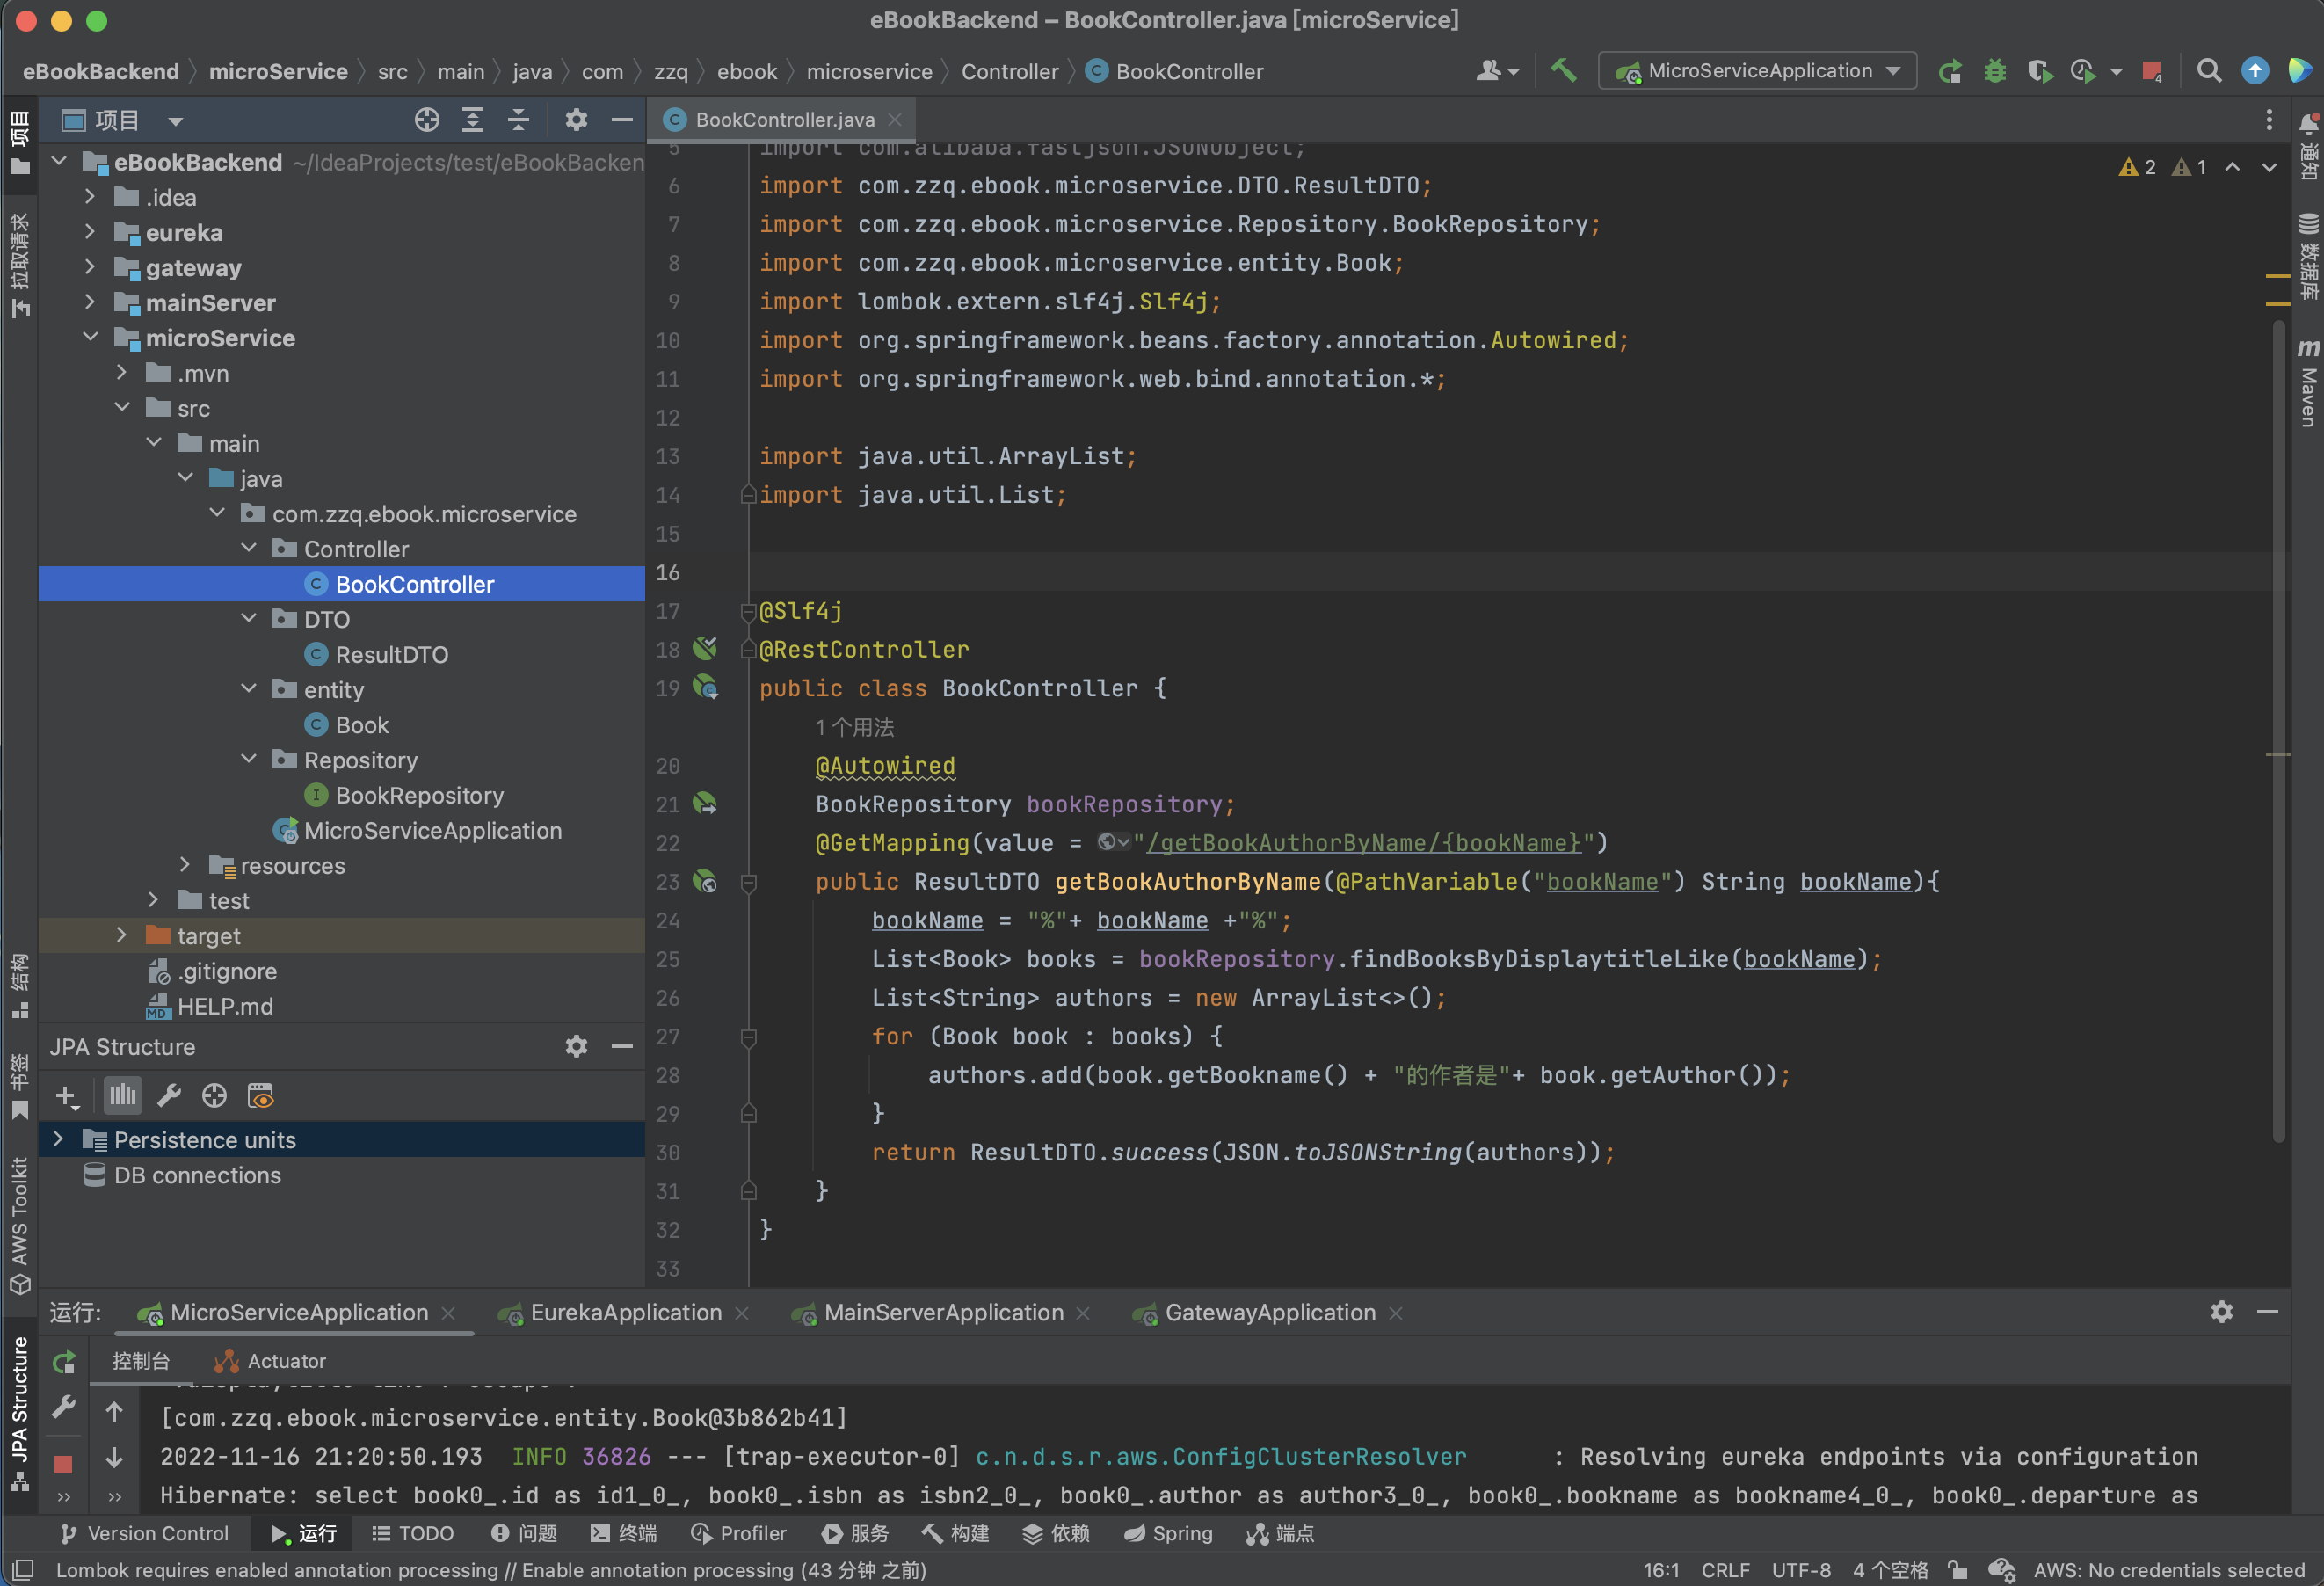 eBookBackend – BookController.java [microService]
eBookBackend microService src main java com zzq ebook microservice Controller BookController
MicroServiceApplication
项目
BookController.java
eBookBackend ~/IdeaProjects/test/eBookBacken
.idea
eureka
gateway
mainServer
microService
.mvn
src
main
java
com.zzq.ebook.microservice
Controller
BookController
DTO
ResultDTO
entity
Book
Repository
BookRepository
MicroServiceApplication
resources
test
target
.gitignore
HELP.md
JPA Structure
Persistence units
DB connections
项目
拉取请求
结构
书签
AWS Toolkit
JPA Structure
2 1
5 import com.alibaba.fastjson.JSONObject;
6 import com.zzq.ebook.microservice.DTO.ResultDTO;
7 import com.zzq.ebook.microservice.Repository.BookRepository;
8 import com.zzq.ebook.microservice.entity.Book;
9 import lombok.extern.slf4j.Slf4j;
10 import org.springframework.beans.factory.annotation.Autowired;
11 import org.springframework.web.bind.annotation.*;
12
13 import java.util.ArrayList;
14 import java.util.List;
15
16
17 @Slf4j
18 @RestController
19 public class BookController {
1 个用法
20 @Autowired
21 BookRepository bookRepository;
22 @GetMapping(value = "/getBookAuthorByName/{bookName}")
23 public ResultDTO getBookAuthorByName(@PathVariable("bookName") String bookName){
24 bookName = "%"+ bookName +"%";
25 List<Book> books = bookRepository.findBooksByDisplaytitleLike(bookName);
26 List<String> authors = new ArrayList<>();
27 for (Book book : books) {
28 authors.add(book.getBookname() + "的作者是"+ book.getAuthor());
29 }
30 return ResultDTO.success(JSON.toJSONString(authors));
31 }
32 }
33
通知
数据库
Maven
运行: MicroServiceApplication EurekaApplication MainServerApplication GatewayApplication
控制台 Actuator
[com.zzq.ebook.microservice.entity.Book@3b862b41]
2022-11-16 21:20:50.193 INFO 36826 --- [trap-executor-0] c.n.d.s.r.aws.ConfigClusterResolver : Resolving eureka endpoints via configuration
Hibernate: select book0_.id as id1_0_, book0_.isbn as isbn2_0_, book0_.author as author3_0_, book0_.bookname as bookname4_0_, book0_.departure as
Version Control 运行 TODO 问题 终端 Profiler 服务 构建 依赖 Spring 端点
Lombok requires enabled annotation processing // Enable annotation processing (43 分钟 之前) 16:1 CRLF UTF-8 4 个空格 AWS: No credentials selected